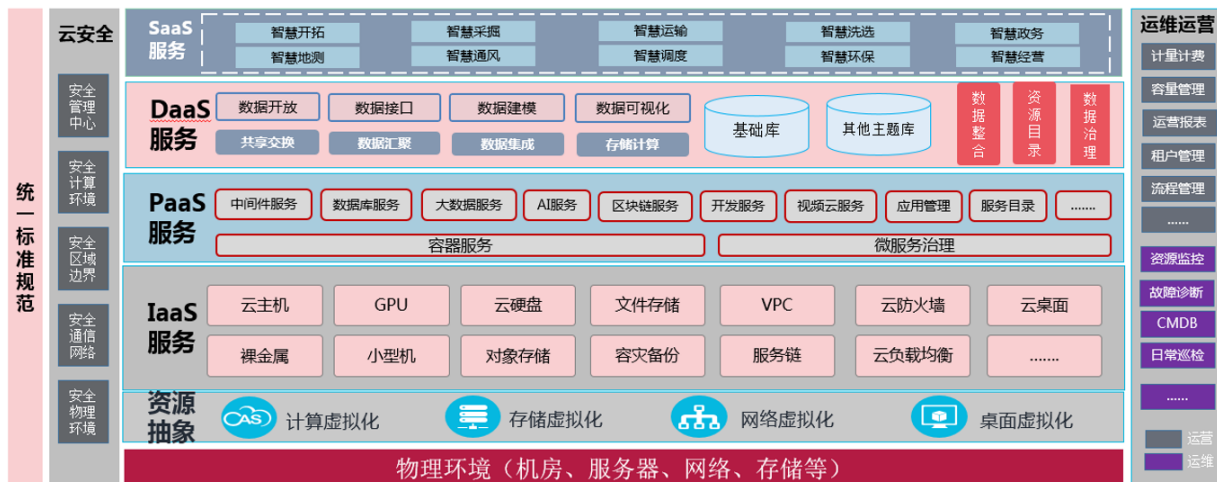 统一标准规范
云安全
安全管理中心
安全计算环境
安全区域边界
安全通信网络
安全物理环境
SaaS服务
智慧开拓 智慧采掘 智慧运输 智慧洗选 智慧政务
智慧地测 智慧通风 智慧调度 智慧环保 智慧经营
DaaS服务
数据开放 数据接口 数据建模 数据可视化
共享交换 数据汇聚 数据集成 存储计算
基础库 其他主题库
数据整合 资源目录 数据治理
PaaS服务
中间件服务 数据库服务 大数据服务 AI服务 区块链服务 开发服务 视频云服务 应用管理 服务目录 .......
容器服务 微服务治理
IaaS服务
云主机 GPU 云硬盘 文件存储 VPC 云防火墙 云桌面
裸金属 小型机 对象存储 容灾备份 服务链 云负载均衡 .......
资源抽象
CAS 计算虚拟化 存储虚拟化 网络虚拟化 桌面虚拟化
物理环境（机房、服务器、网络、存储等）
运维运营
计量计费
容量管理
运营报表
租户管理
流程管理
......
资源监控
故障诊断
CMDB
日常巡检
......
运营
运维